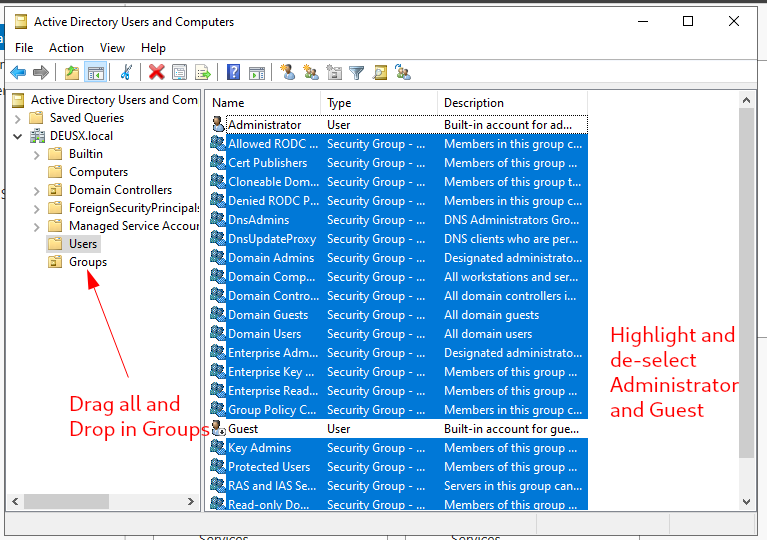 Active Directory Users and Computers
File Action View Help
Active Directory Users and Com
Saved Queries
DEUSX.local
Builtin
Computers
Domain Controllers
ForeignSecurityPrincipals
Managed Service Accour
Users
Groups
Name Type Description
Administrator User Built-in account for ad...
Allowed RODC ... Security Group - ... Members in this group c...
Cert Publishers Security Group - ... Members of this group ...
Cloneable Dom... Security Group - ... Members of this group t...
Denied RODC P... Security Group - ... Members in this group c...
DnsAdmins Security Group - ... DNS Administrators Gro...
DnsUpdateProxy Security Group - ... DNS clients who are per...
Domain Admins Security Group - ... Designated administrato...
Domain Comp... Security Group - ... All workstations and ser...
Domain Contro... Security Group - ... All domain controllers i...
Domain Guests Security Group - ... All domain guests
Domain Users Security Group - ... All domain users
Enterprise Adm... Security Group - ... Designated administrato...
Enterprise Key ... Security Group - ... Members of this group ...
Enterprise Read... Security Group - ... Members of this group ...
Group Policy C... Security Group - ... Members in this group c...
Guest User Built-in account for gue...
Key Admins Security Group - ... Members of this group ...
Protected Users Security Group - ... Members of this group ...
RAS and IAS Se... Security Group - ... Servers in this group can...
Read-only Do... Security Group - ... Members of this group ...
Highlight and
de-select
Administrator
and Guest
Drag all and
Drop in Groups
Services Services